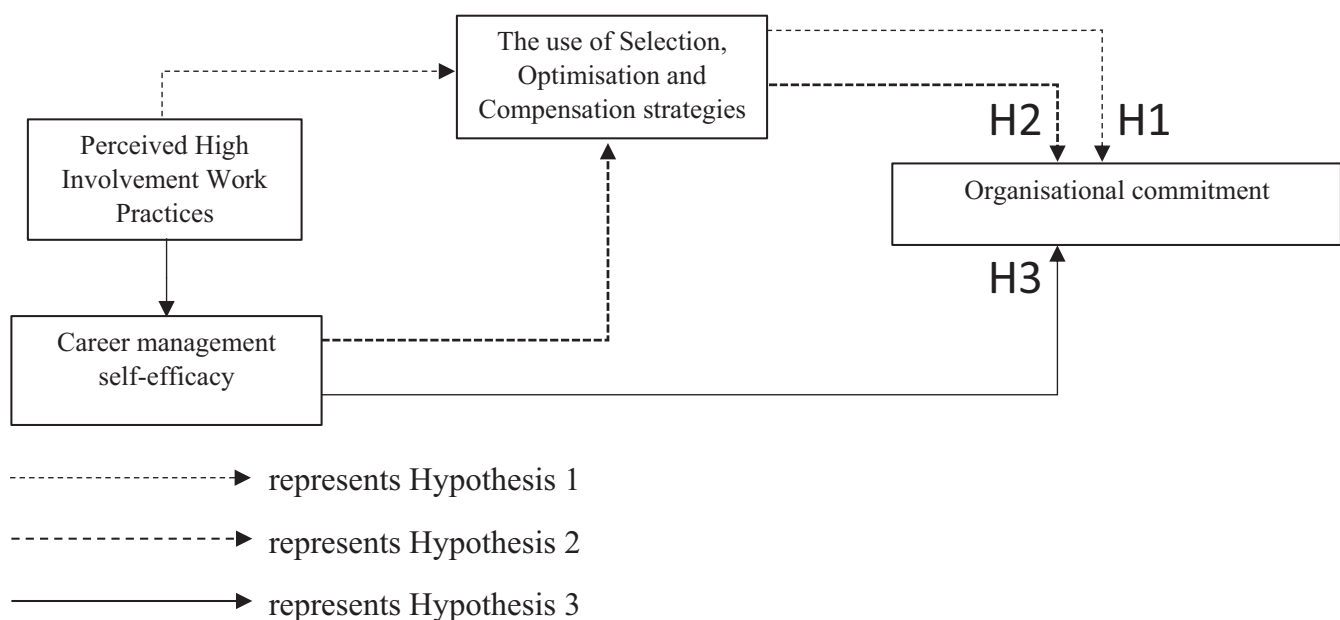 The use of Selection,
Optimisation and
Compensation strategies
Perceived High
Involvement Work
Practices
H2
H1
Organisational commitment
H3
Career management
self-efficacy
represents Hypothesis 1
represents Hypothesis 2
represents Hypothesis 3